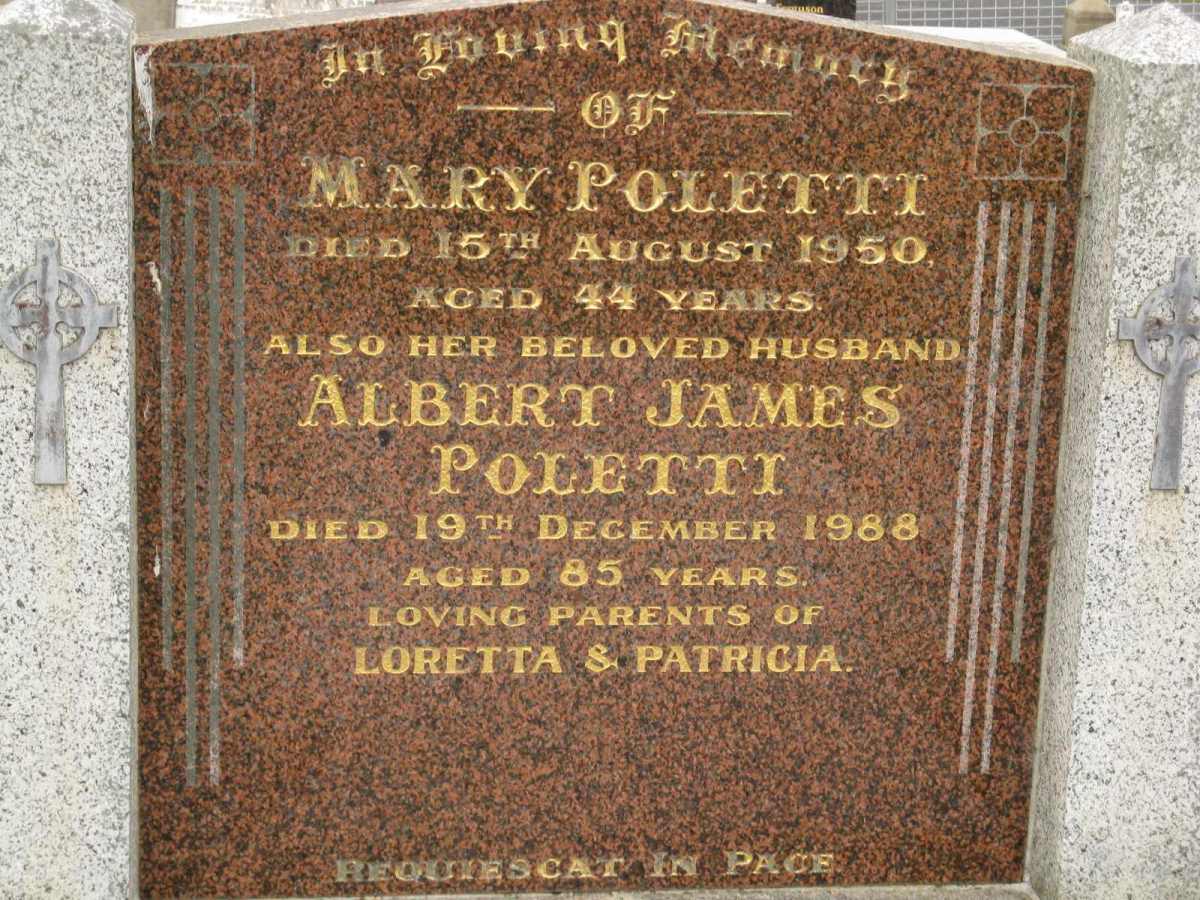 Ferguson
In Loving Memory
OF
MARY POLETTI
DIED 15TH AUGUST 1950,
AGED 44 YEARS.
ALSO HER BELOVED HUSBAND
ALBERT JAMES
POLETTI
DIED 19TH DECEMBER 1988
AGED 85 YEARS.
LOVING PARENTS OF
LORETTA & PATRICIA.
REQUIESCAT IN PACE